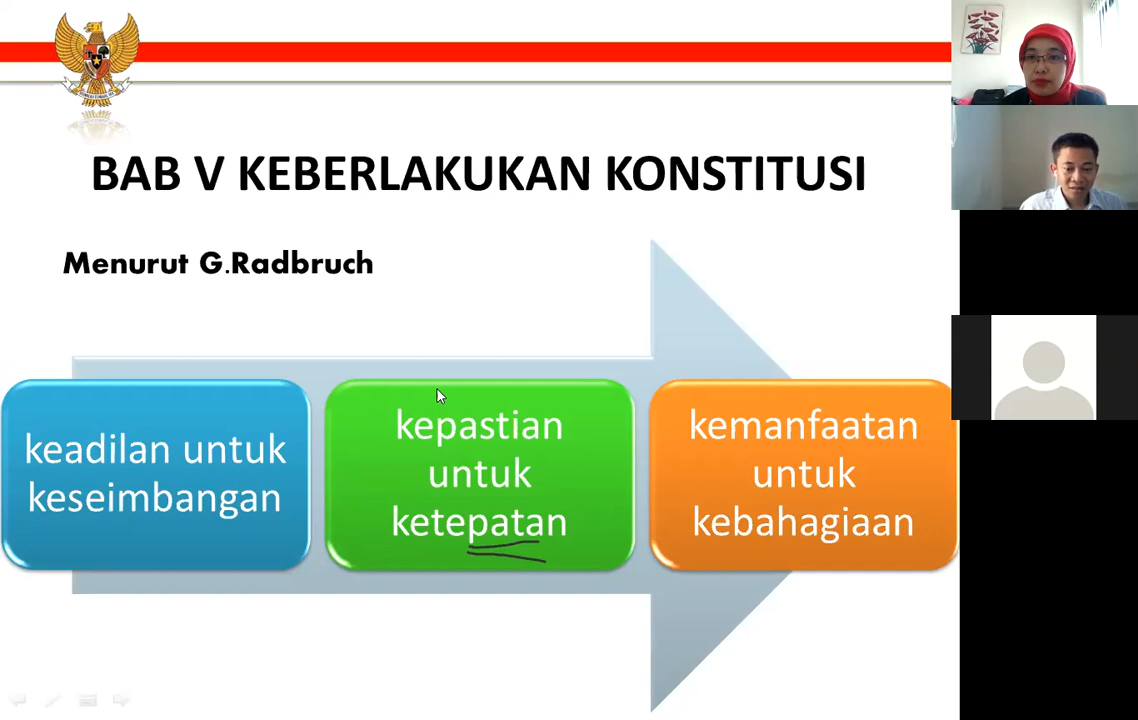 BAB V KEBERLAKUKAN KONSTITUSI
Menurut G.Radbruch
keadilan untuk
keseimbangan
kepastian
untuk
ketepatan
kemanfaatan
untuk
kebahagiaan